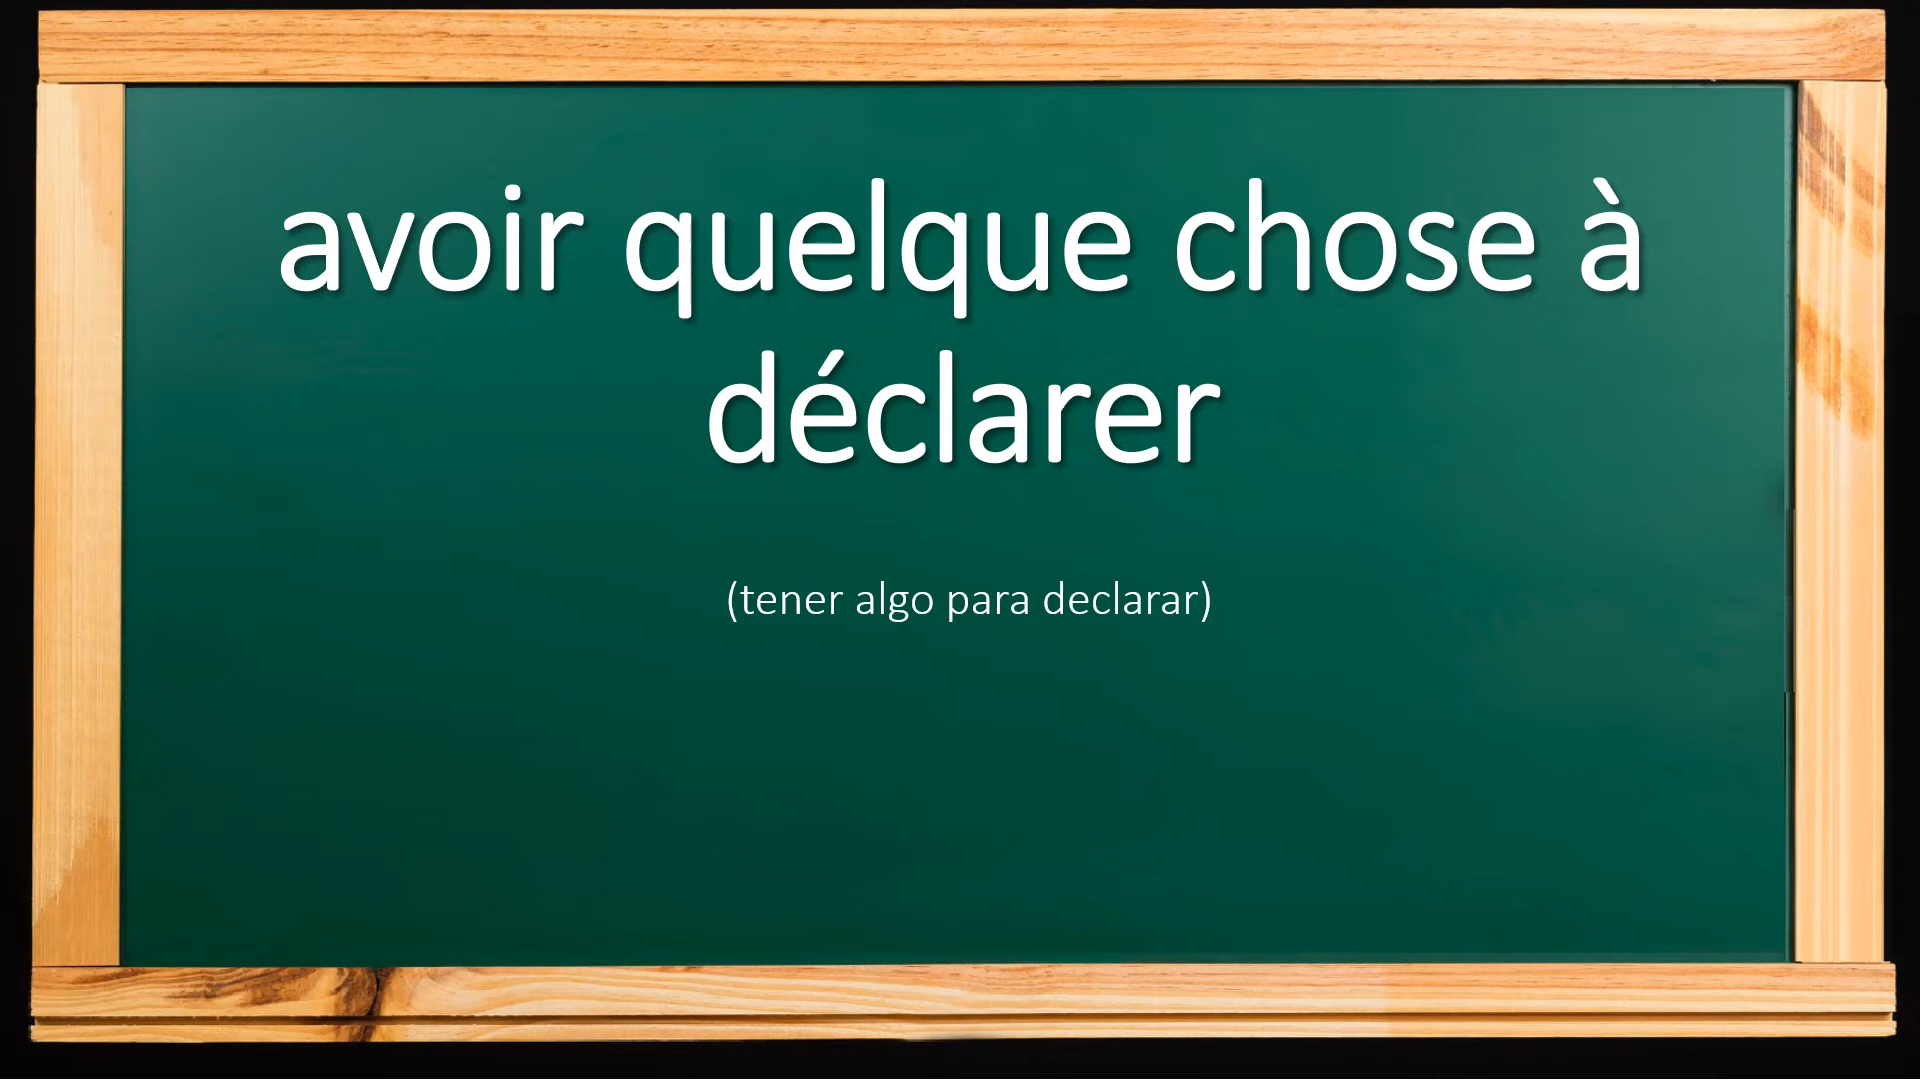 avoir quelque chose à
déclarer
(tener algo para declarar)